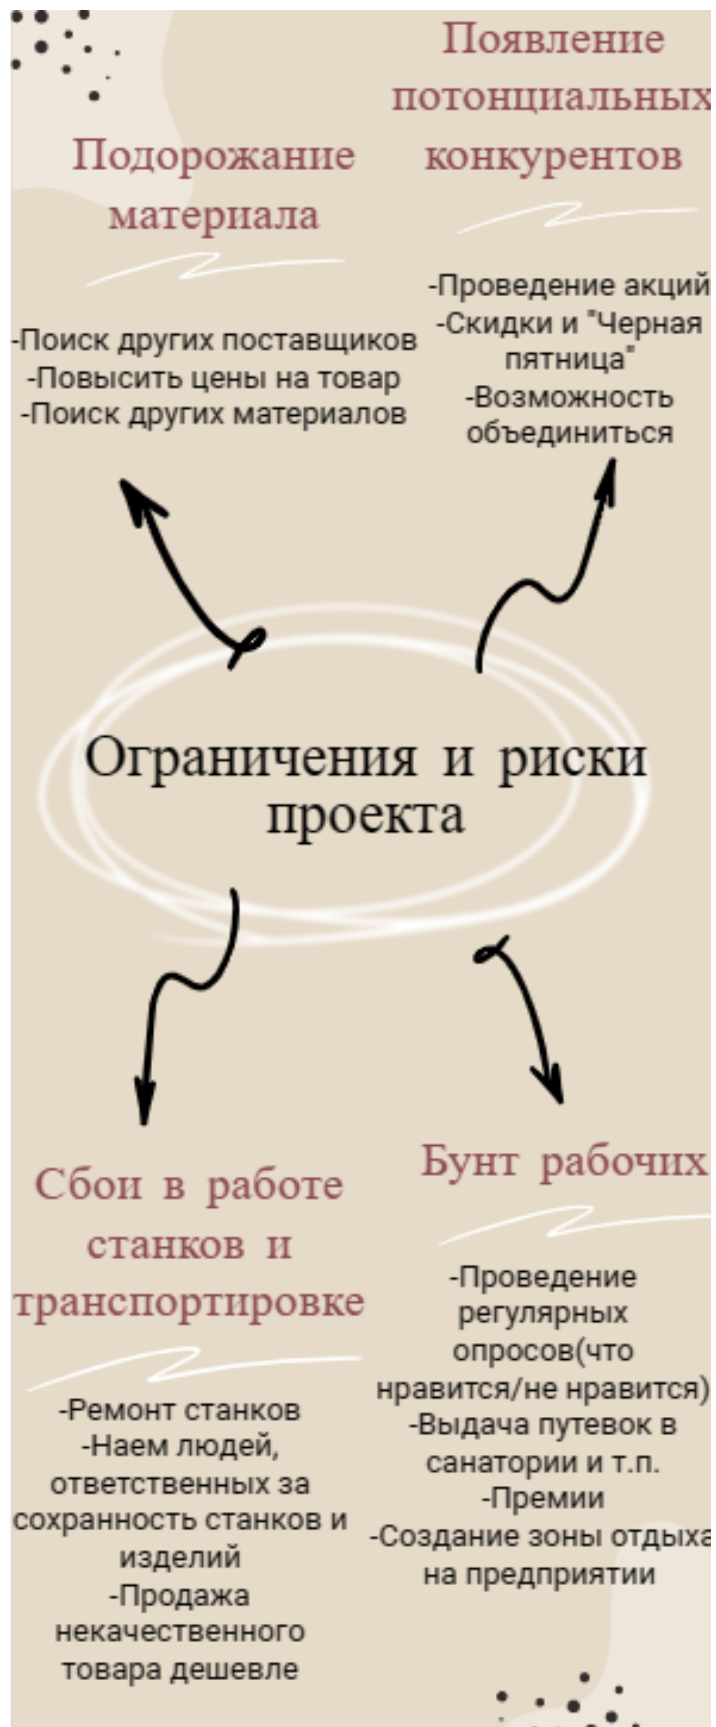 Появление
потонциальных
конкурентов
-Проведение акций
-Скидки и "Черная
пятница"
-Возможность
объединиться
Подорожание
материала
-Поиск других поставщиков
-Повысить цены на товар
-Поиск других материалов
Ограничения и риски
проекта
Сбои в работе
станков и
транспортировке
-Ремонт станков
-Наем людей,
ответственных за
сохранность станков и
изделий
-Продажа
некачественного
товара дешевле
Бунт рабочих
-Проведение
регулярных
опросов(что
нравится/не нравится)
-Выдача путевок в
санатории и т.п.
-Премии
-Создание зоны отдыха
на предприятии